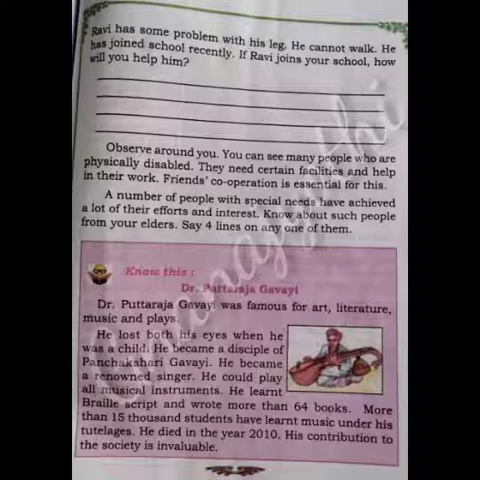 Ravi has some problem with his leg. He cannot walk. He
has joined school recently. If Ravi joins your school, how
will you help him?
Observe around you. You can see many people who are
physically disabled. They need certain facilities and help
in their work. Friends' co-operation is essential for this.
A number of people with special needs have achieved
a lot of their efforts and interest. Know about such people
from your elders. Say 4 lines on any one of them.
Know this :
Dr. Puttaraja Gavayi
Dr. Puttaraja Gavayi was famous for art, literature,
music and plays.
He lost both his eyes when he
was a child. He became a disciple of
Panchakshari Gavayi. He became
a renowned singer. He could play
all musical instruments. He learnt
Braille script and wrote more than 64 books. More
than 15 thousand students have learnt music under his
tutelages. He died in the year 2010. His contribution to
the society is invaluable.